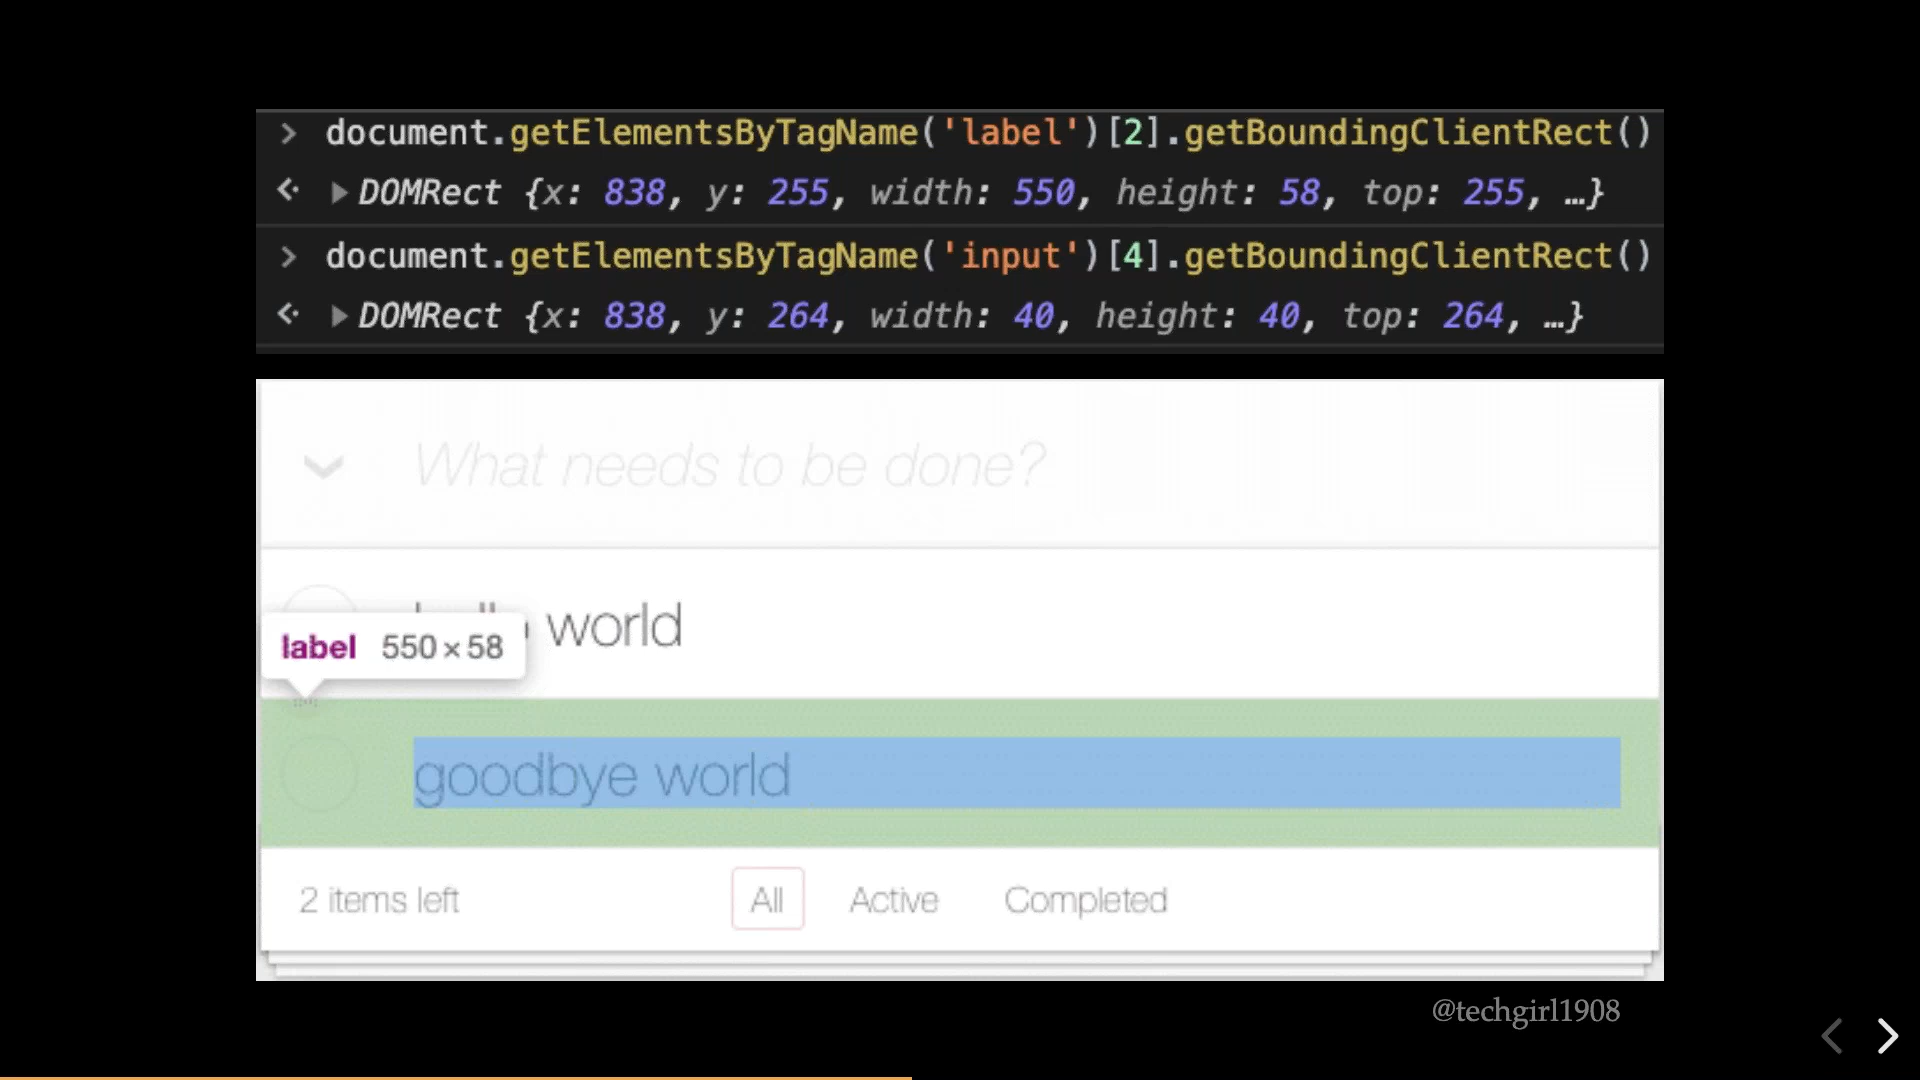 > document.getElementsByTagName('label')[2].getBoundingClientRect()
DOMRect {x: 838, y: 255, width: 550, height: 58, top: 255, …}
> document.getElementsByTagName('input')[4].getBoundingClientRect()
DOMRect {x: 838, y: 264, width: 40, height: 40, top: 264, …}
What needs to be done?
world
label 550 × 58
goodbye world
2 items left All Active Completed
@techgirl1908